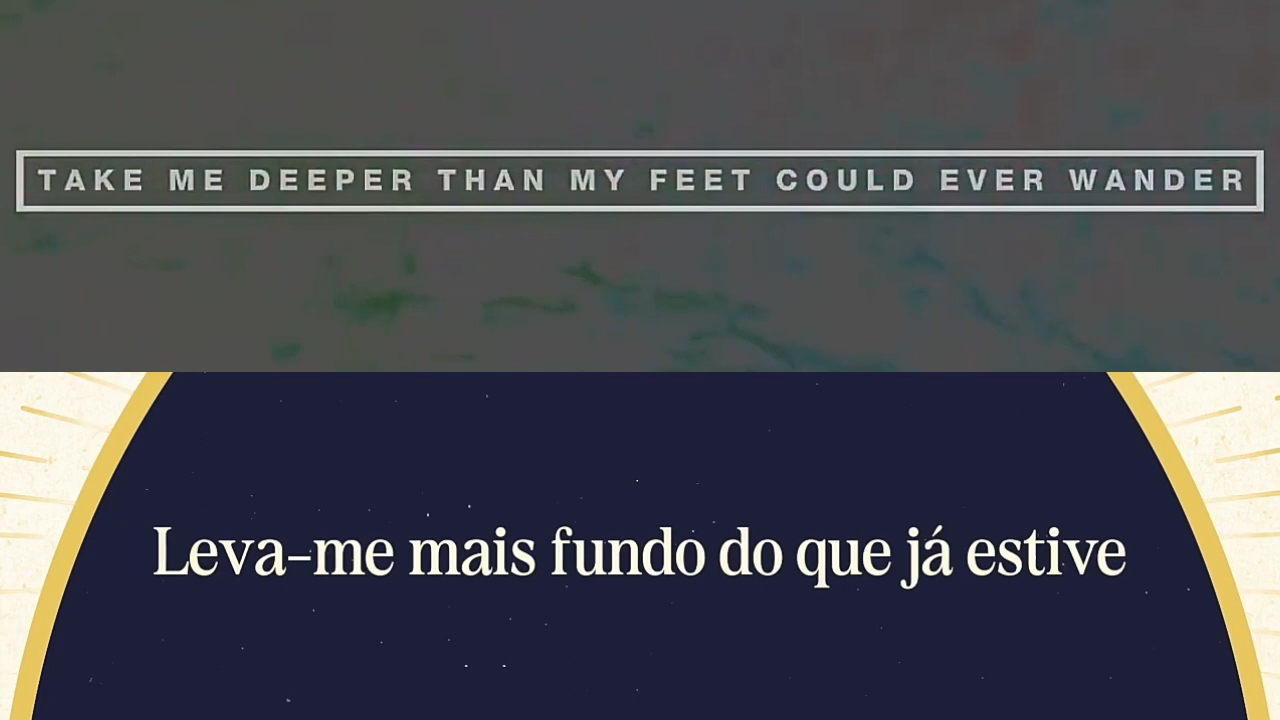 TAKE ME DEEPER THAN MY FEET COULD EVER WANDER
Leva-me mais fundo do que já estive